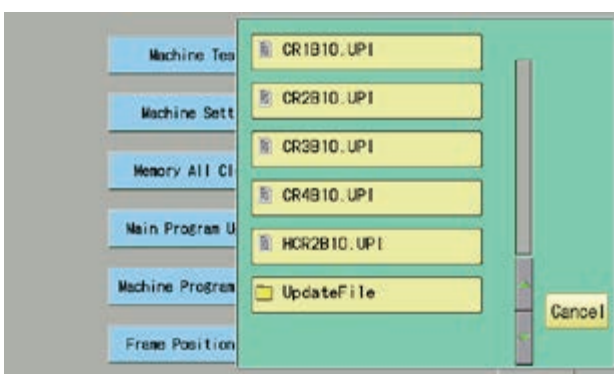 Machine Tes
Machine Sett
Memory All Cl
Main Program U
Machine Program
Frame Position
CR1B10.UPI
CR2B10.UPI
CR3B10.UPI
CR4B10.UPI
HCR2B10.UPI
UpdateFile
Cancel